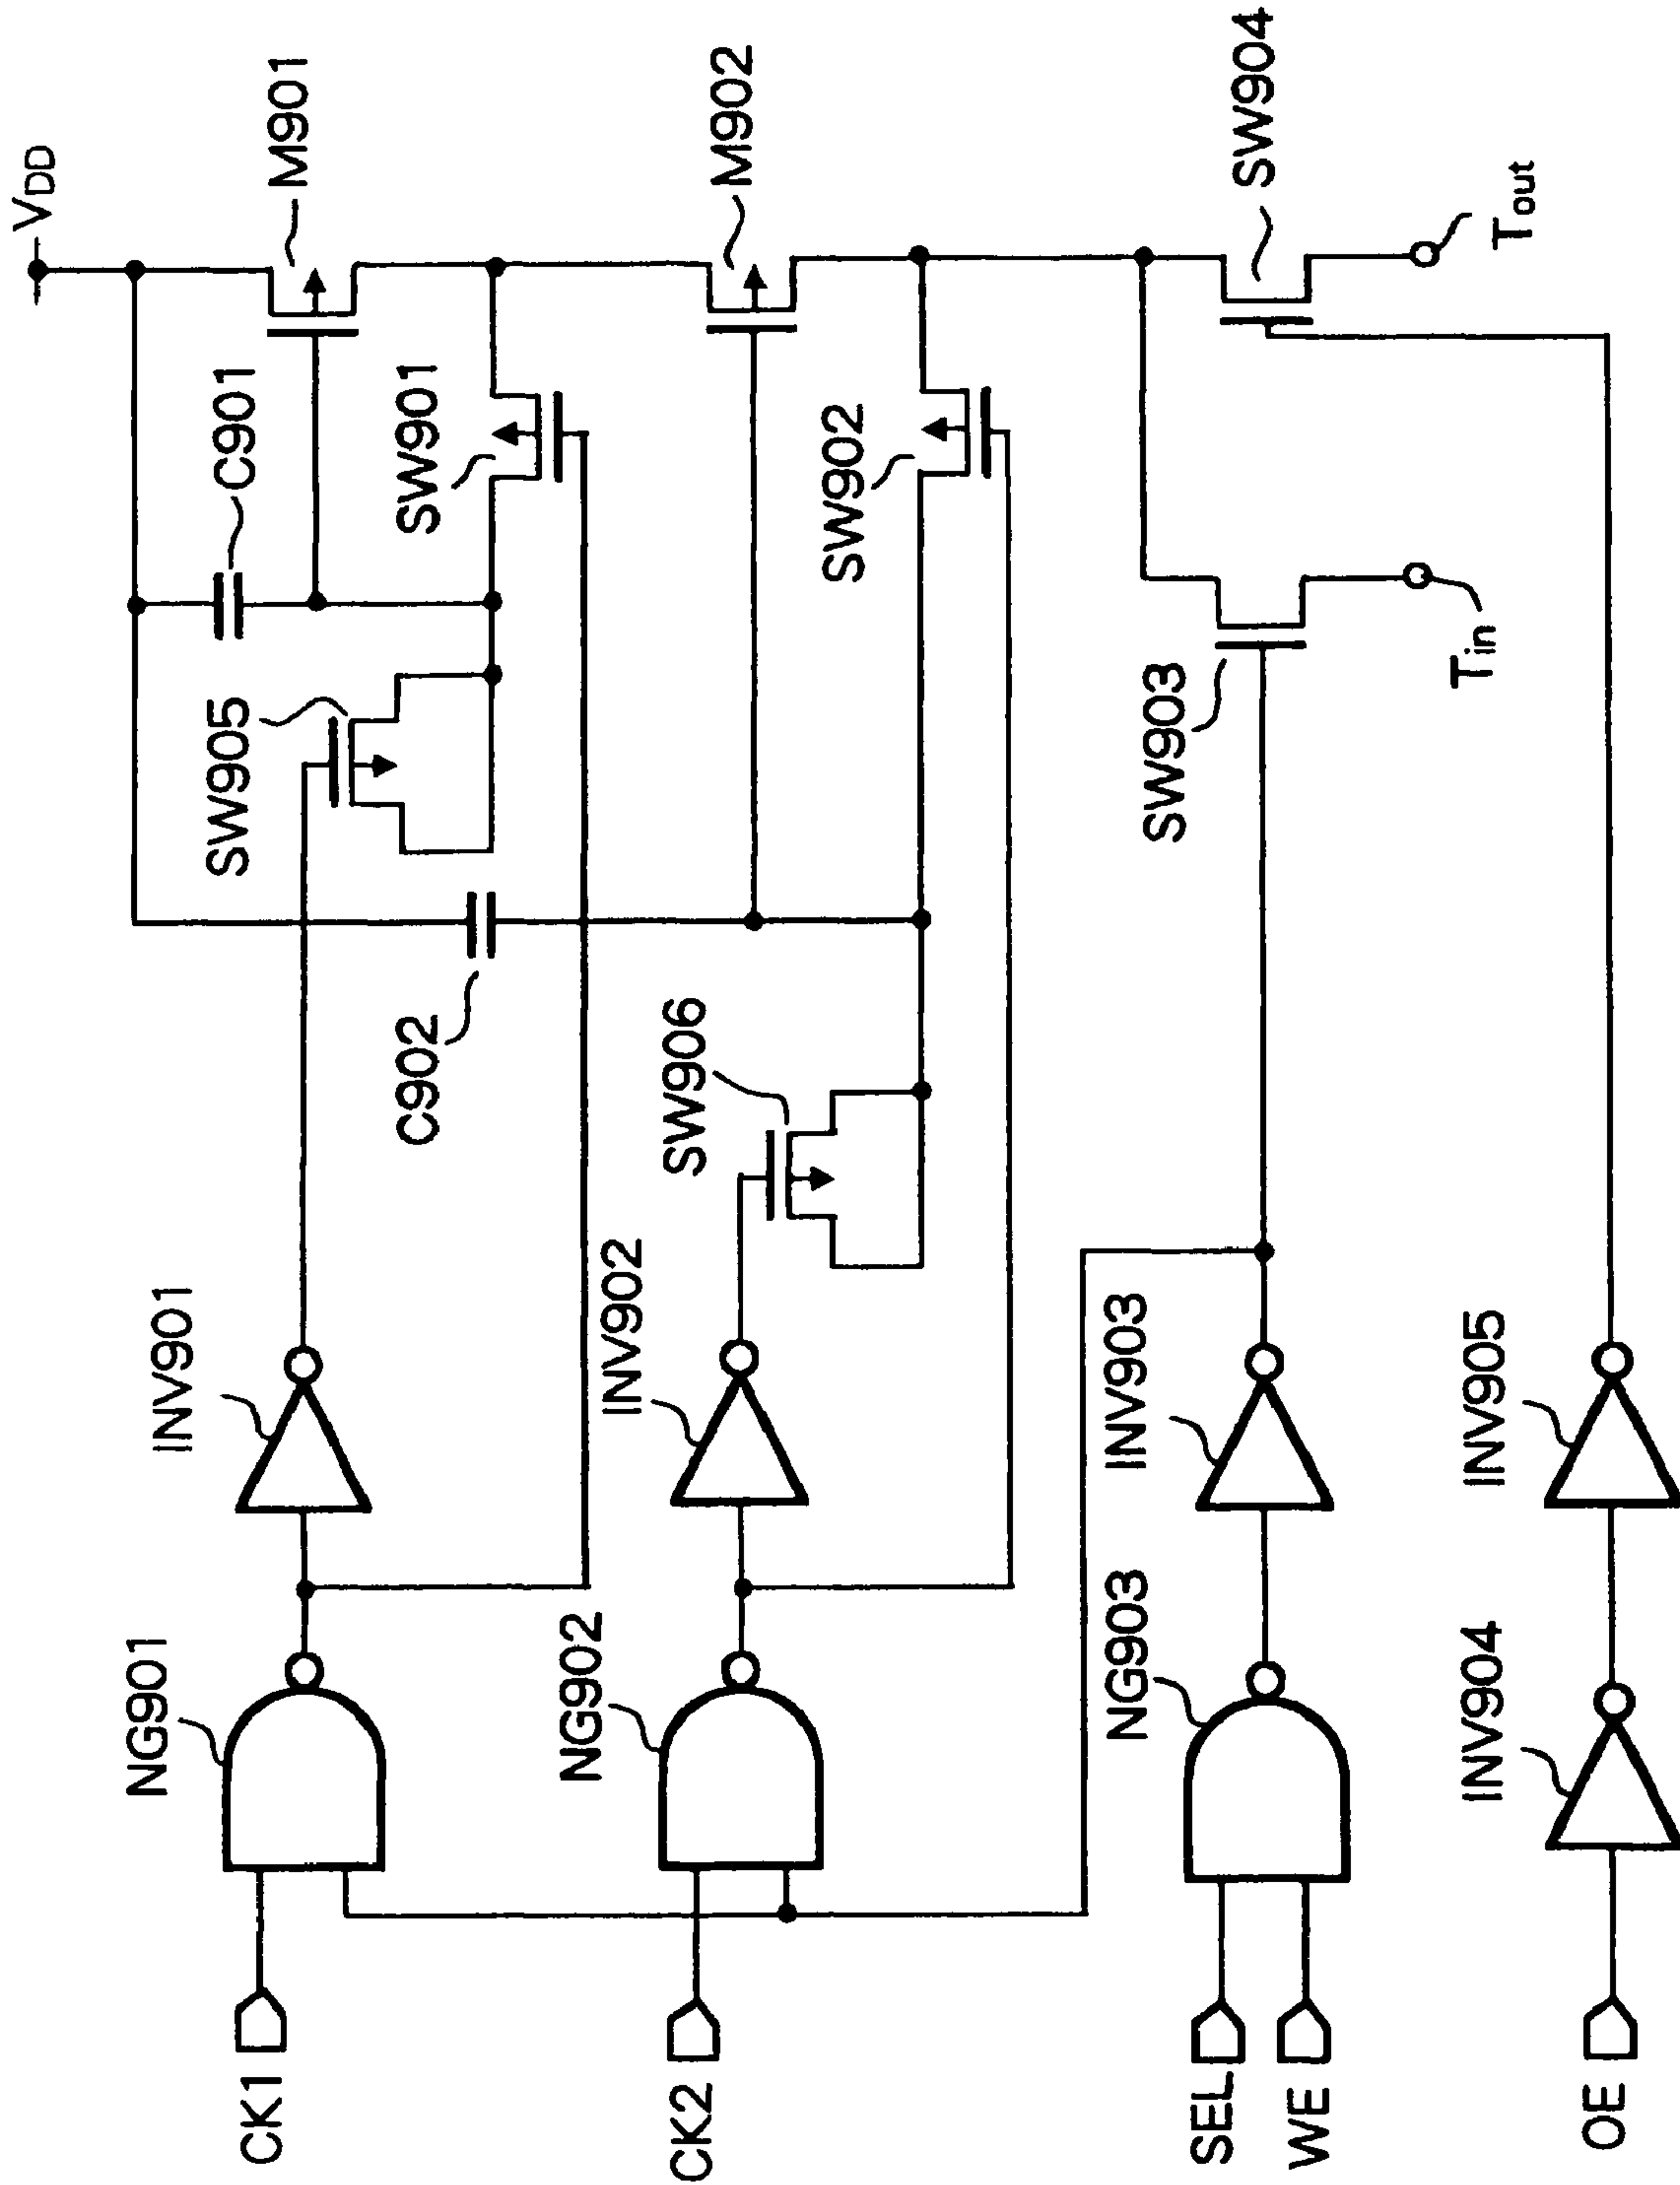 VDD
M901
C901
SW901
SW905
M902
C902
SW902
SW906
INV901
INV902
NG901
NG902
CK1
CK2
SW904
Tout
SW903
Tin
INV903
INV905
NG903
INV904
SEL
WE
OE